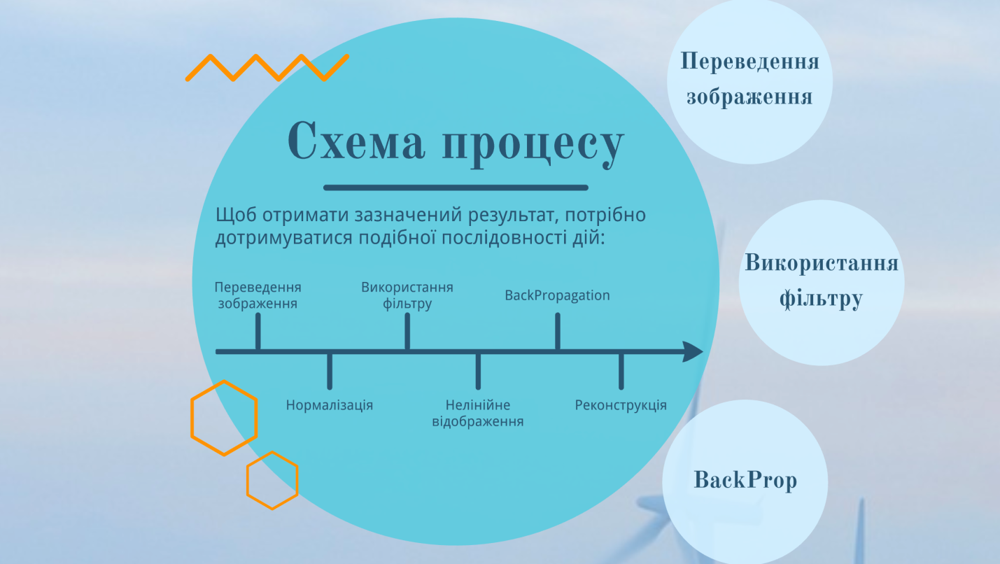 Схема процесу
Щоб отримати зазначений результат, потрібно
дотримуватися подібної послідовності дій:
Переведення
зображення
Нормалізація
Використання
фільтру
Нелінійне
відображення
BackPropagation
Реконструкція
Переведення
зображення
Використання
фільтру
BackProp